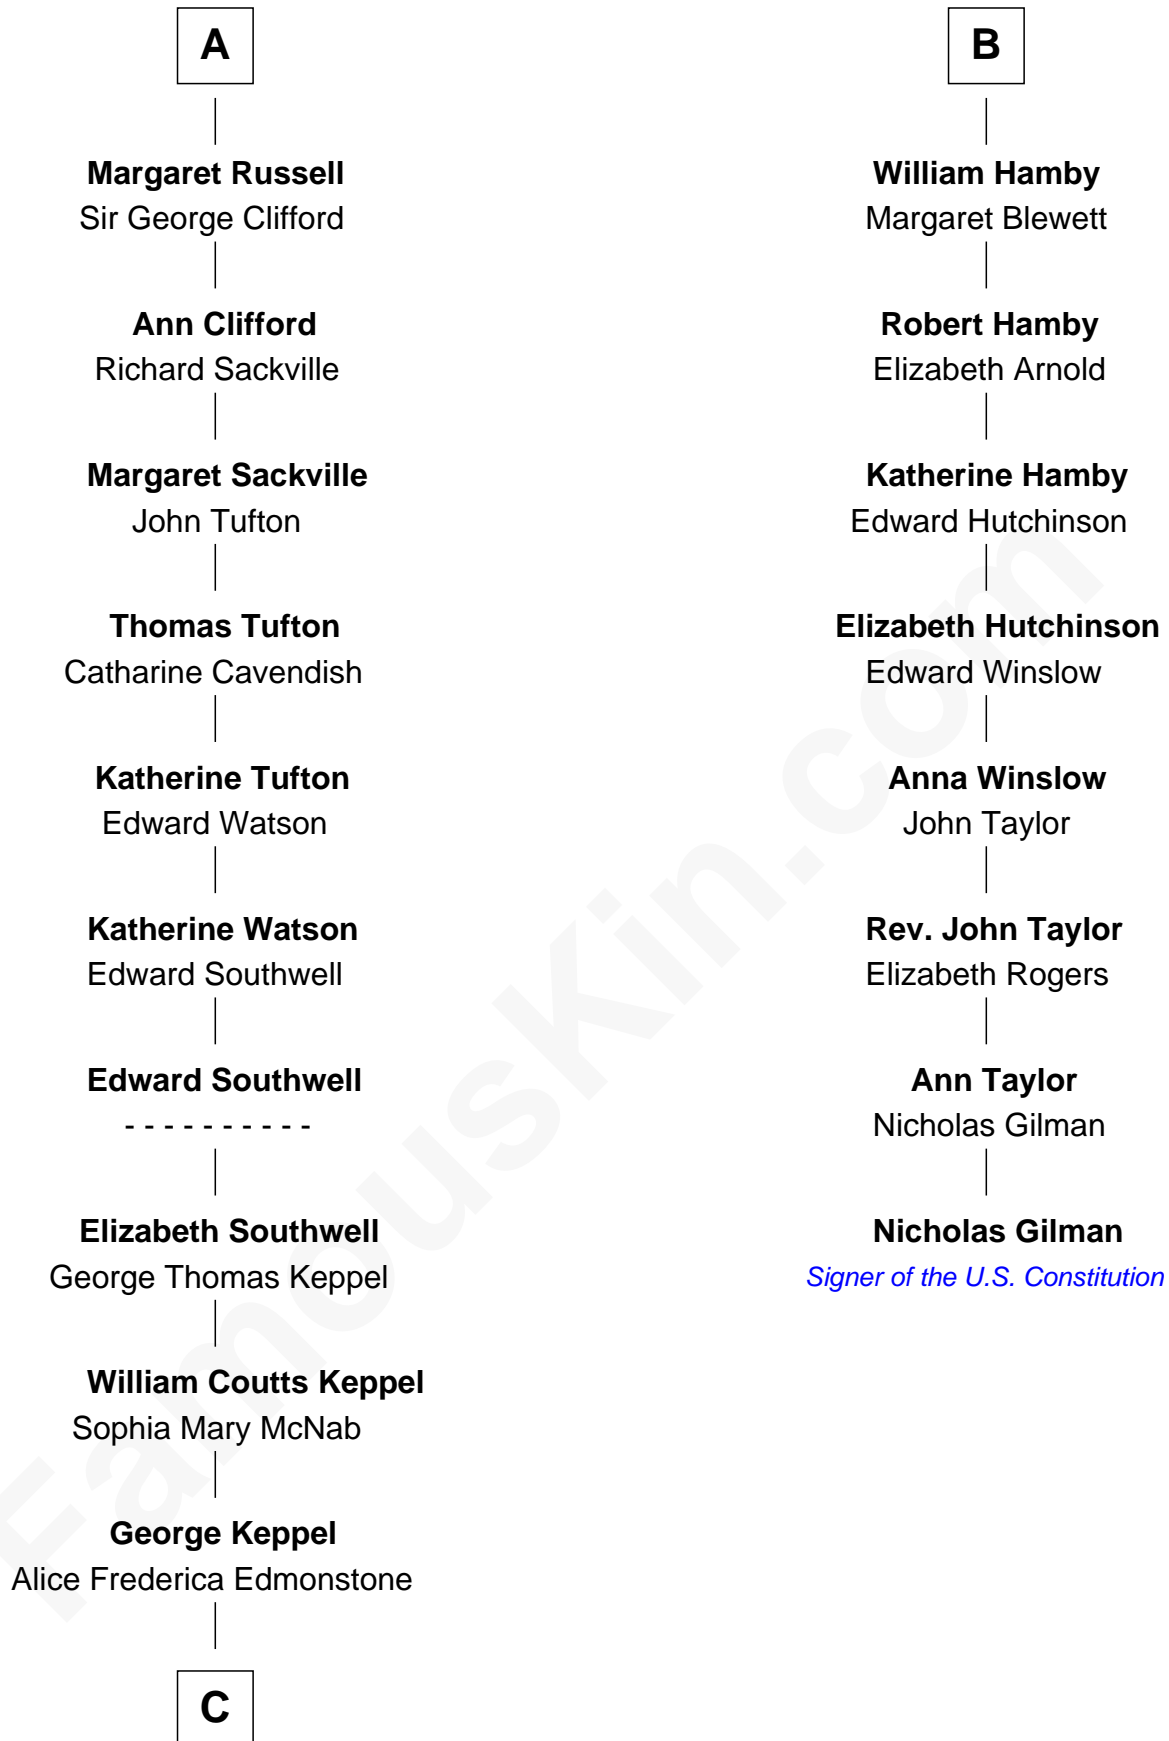 A
Margaret Russell
Sir George Clifford
Ann Clifford
Richard Sackville
Margaret Sackville
John Tufton
Thomas Tufton
Catharine Cavendish
Katherine Tufton
Edward Watson
Katherine Watson
Edward Southwell
Edward Southwell
- - - - - - - - - -
Elizabeth Southwell
George Thomas Keppel
William Coutts Keppel
Sophia Mary McNab
George Keppel
Alice Frederica Edmonstone
C
B
William Hamby
Margaret Blewett
Robert Hamby
Elizabeth Arnold
Katherine Hamby
Edward Hutchinson
Elizabeth Hutchinson
Edward Winslow
Anna Winslow
John Taylor
Rev. John Taylor
Elizabeth Rogers
Ann Taylor
Nicholas Gilman
Nicholas Gilman
Signer of the U.S. Constitution
FamousKin.com